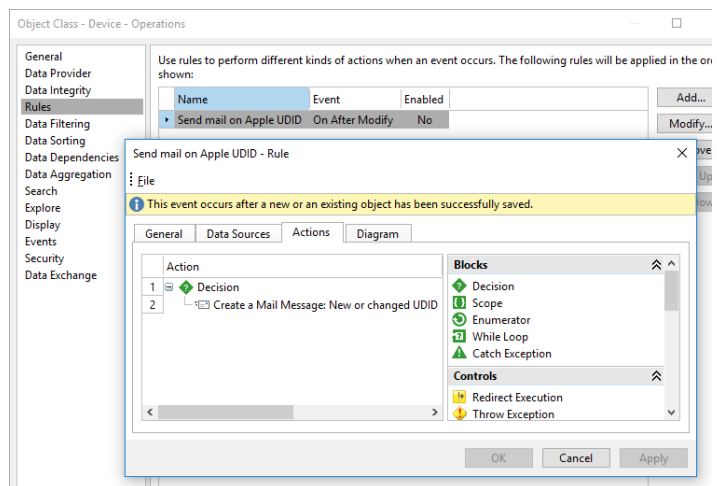 Object Class - Device - Operations
General
Data Provider
Data Integrity
Rules
Data Filtering
Data Sorting
Data Dependencies
Data Aggregation
Search
Explore
Display
Events
Security
Data Exchange
Use rules to perform different kinds of actions when an event occurs. The following rules will be applied in the
shown:
Name Event Enabled
Send mail on Apple UDID On After Modify No
Add...
Modify...
Up
Send mail on Apple UDID - Rule
File
This event occurs after a new or an existing object has been successfully saved.
General Data Sources Actions Diagram
Action
1 Decision
2 Create a Mail Message: New or changed UDID
Blocks
Decision
Scope
Enumerator
While Loop
Catch Exception
Controls
Redirect Execution
Throw Exception
OK Cancel Apply